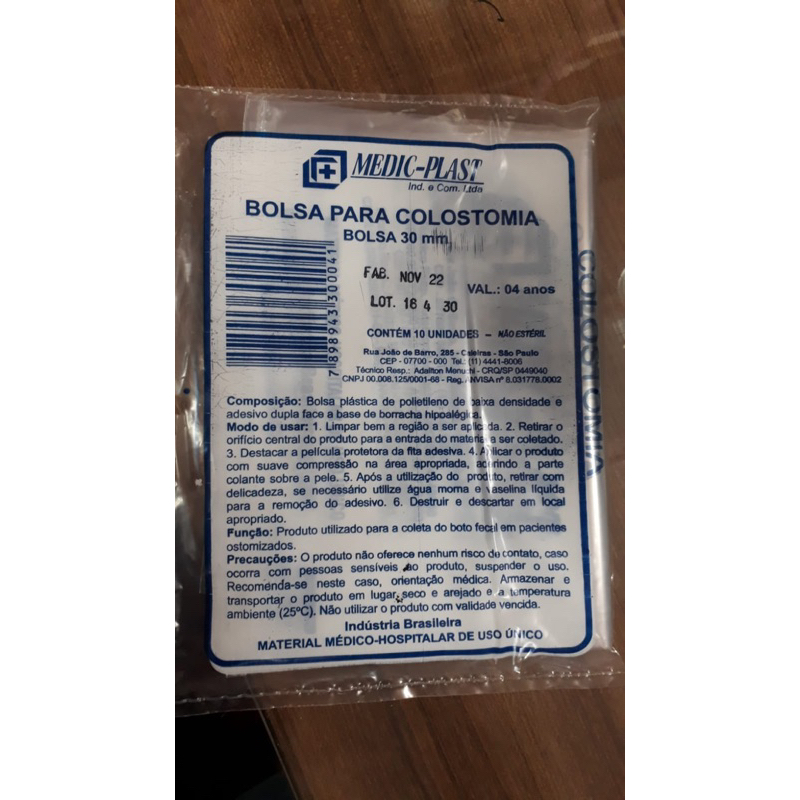 MEDIC-PLAST
Ind. e Com. Ltda
BOLSA PARA COLOSTOMIA
BOLSA 30 mm
7 898943 300041
FAB. NOV 22
VAL.: 04 anos
LOT. 18 4 30
CONTÉM 10 UNIDADES – NÃO ESTÉRIL
Rua João de Barro, 285 - Caieiras - São Paulo
CEP - 07700 - 000 Tel.: (11) 4441-6006
Técnico Resp.: Adailton Menuchi - CRQ/SP 0449040
CNPJ 00.008.125/0001-68 - Reg. ANVISA nº 8.031778.0002
Composição: Bolsa plástica de polietileno de baixa densidade e
adesivo dupla face a base de borracha hipoalégica.
Modo de usar: 1. Limpar bem a região a ser aplicada. 2. Retirar o
orifício central do produto para a entrada do material a ser coletado.
3. Destacar a película protetora da fita adesiva. 4. Aplicar o produto
com suave compressão na área apropriada, aderindo a parte
colante sobre a pele. 5. Após a utilização do produto, retirar com
delicadeza, se necessário utilize água morna e vaselina líquida
para a remoção do adesivo. 6. Destruir e descartar em local
apropriado.
Função: Produto utilizado para a coleta do boto fecal em pacientes
ostomizados.
Precauções: O produto não oferece nenhum risco de contato, caso
ocorra com pessoas sensíveis ao produto, suspender o uso.
Recomenda-se neste caso, orientação médica. Armazenar e
transportar o produto em lugar seco e arejado e a temperatura
ambiente (25ºC). Não utilizar o produto com validade vencida.
Indústria Brasileira
MATERIAL MÉDICO-HOSPITALAR DE USO ÚNICO
COLOSTOMIA